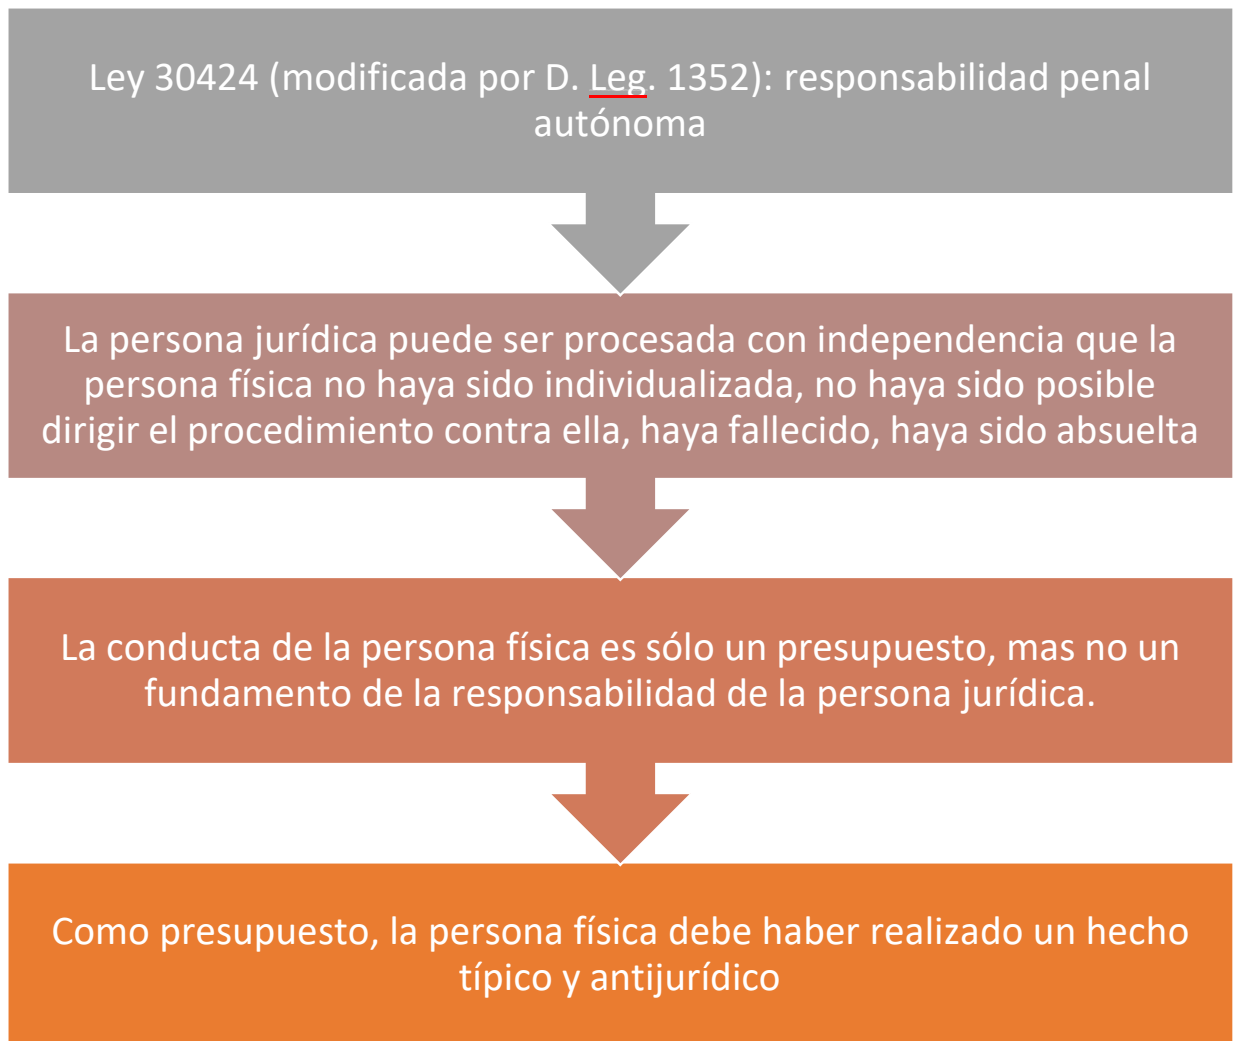 Ley 30424 (modificada por D. Leg. 1352): responsabilidad penal
autónoma
La persona jurídica puede ser procesada con independencia que la
persona física no haya sido individualizada, no haya sido posible
dirigir el procedimiento contra ella, haya fallecido, haya sido absuelta
La conducta de la persona física es sólo un presupuesto, mas no un
fundamento de la responsabilidad de la persona jurídica.
Como presupuesto, la persona física debe haber realizado un hecho
típico y antijurídico